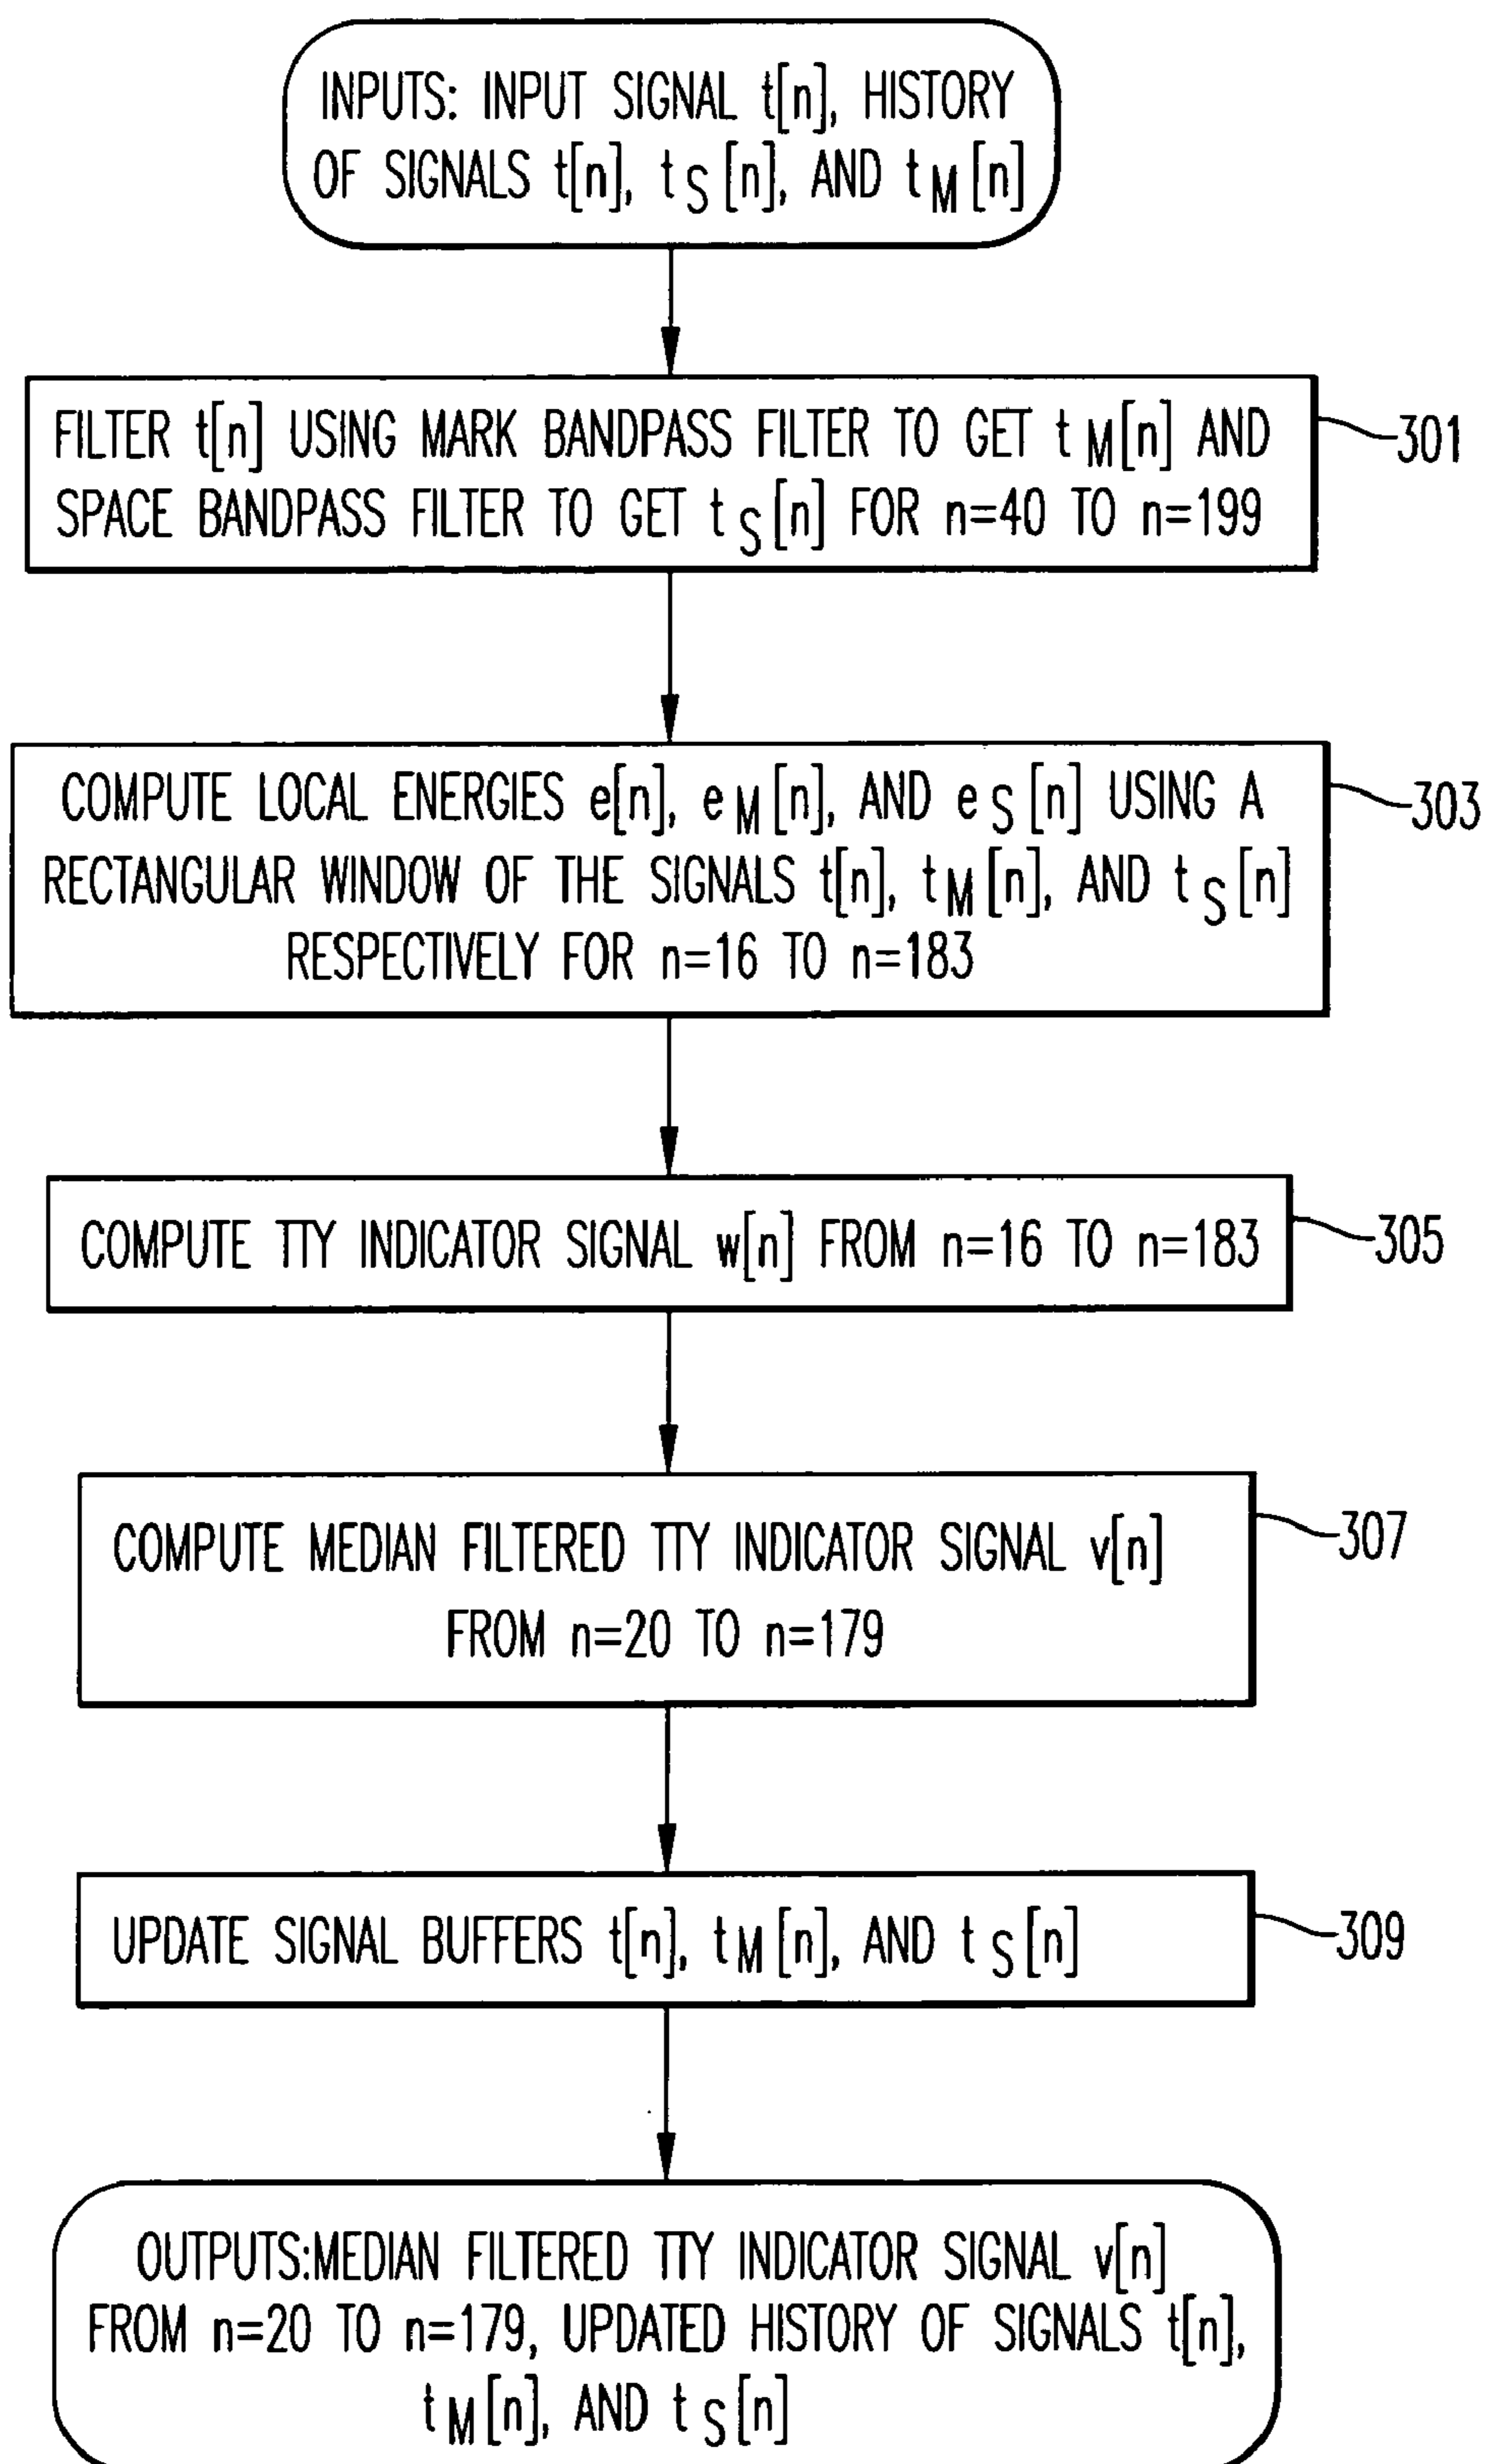 INPUTS: INPUT SIGNAL t[n], HISTORY
OF SIGNALS t[n], tS[n], AND tM[n]
FILTER t[n] USING MARK BANDPASS FILTER TO GET tM[n] AND
SPACE BANDPASS FILTER TO GET tS[n] FOR n=40 TO n=199
301
COMPUTE LOCAL ENERGIES e[n], eM[n], AND eS[n] USING A
RECTANGULAR WINDOW OF THE SIGNALS t[n], tM[n], AND tS[n]
RESPECTIVELY FOR n=16 TO n=183
303
COMPUTE TTY INDICATOR SIGNAL w[n] FROM n=16 TO n=183
305
COMPUTE MEDIAN FILTERED TTY INDICATOR SIGNAL v[n]
FROM n=20 TO n=179
307
UPDATE SIGNAL BUFFERS t[n], tM[n], AND tS[n]
309
OUTPUTS:MEDIAN FILTERED TTY INDICATOR SIGNAL v[n]
FROM n=20 TO n=179, UPDATED HISTORY OF SIGNALS t[n],
tM[n], AND tS[n]